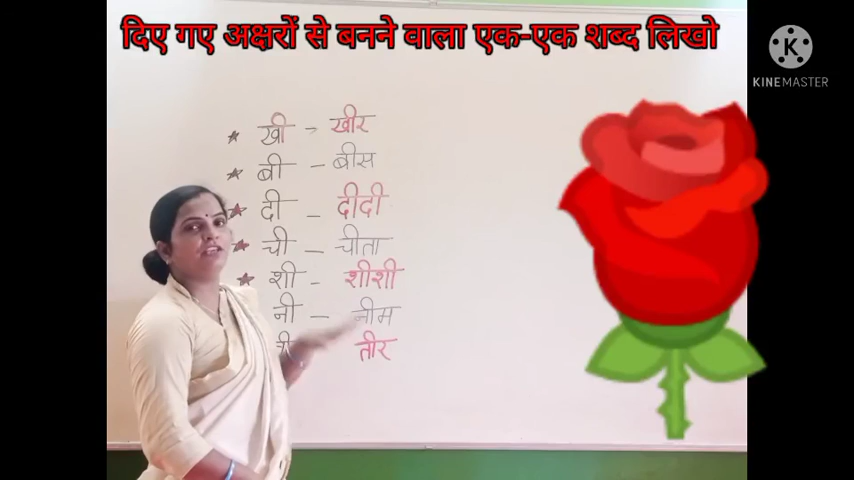 दिए गए अक्षरों से बनने वाला एक-एक शब्द लिखो
K
KINEMASTER
★ खी - खीर
★ बी - बीस
★ दी - दीदी
★ ची - चीता
★ शी - शीशी
नी - नीम
तीर